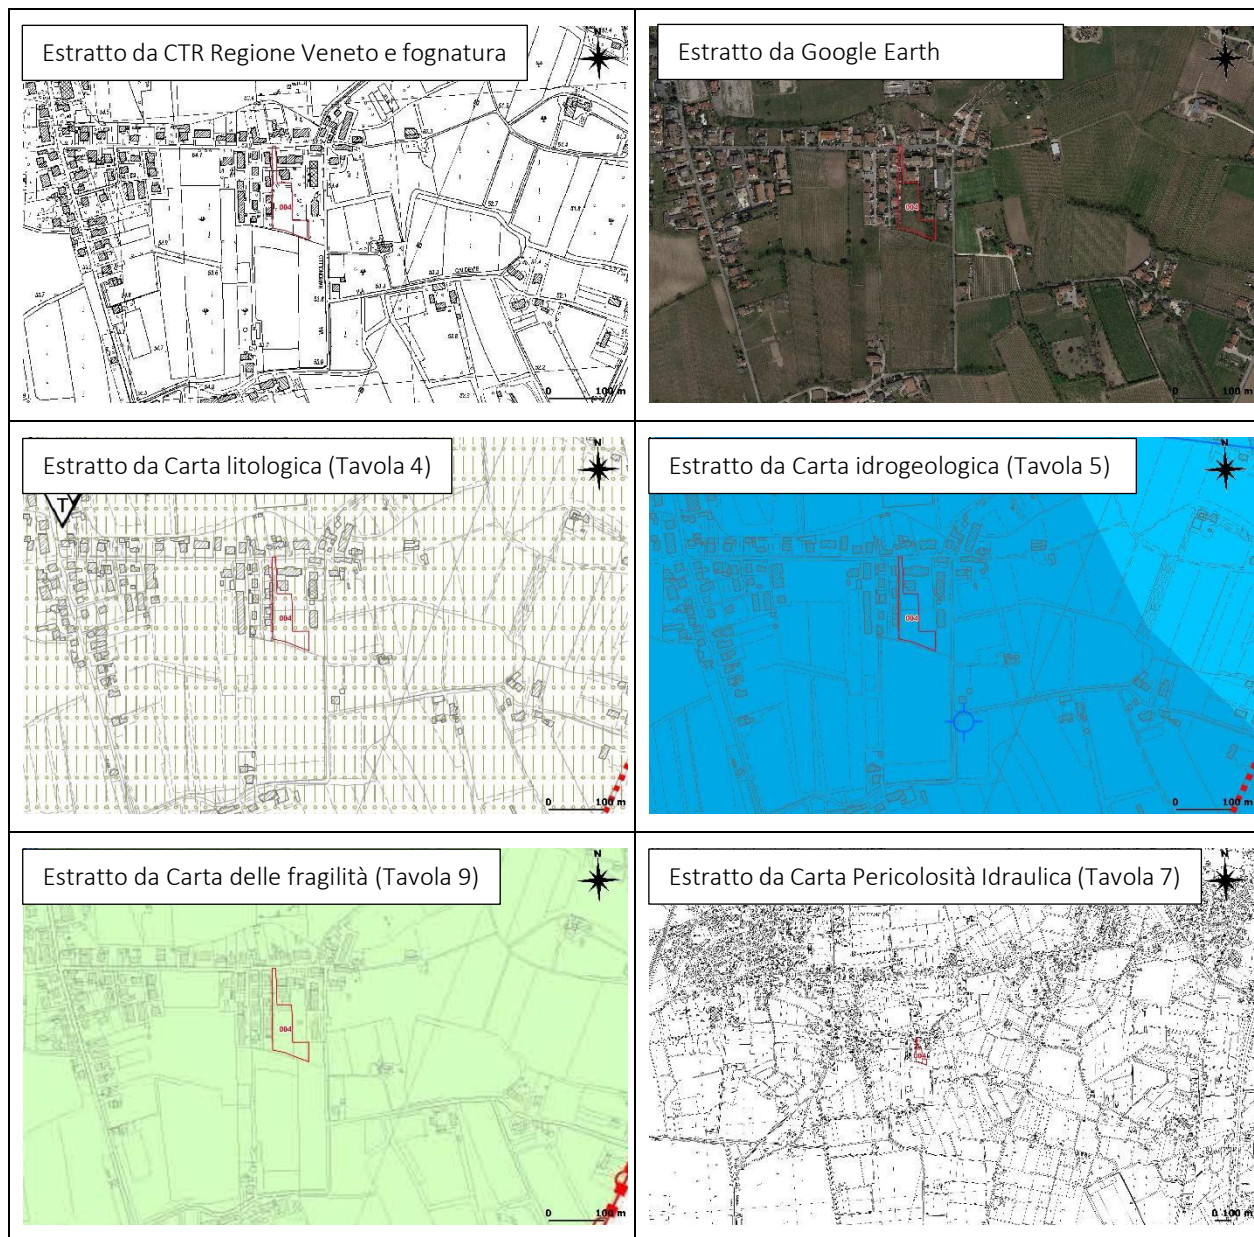 Estratto da CTR Regione Veneto e fognatura
N
004
0 100 m
Estratto da Google Earth
N
004
0 100 m
Estratto da Carta litologica (Tavola 4)
N
T
004
0 100 m
Estratto da Carta idrogeologica (Tavola 5)
N
004
0 100 m
Estratto da Carta delle fragilità (Tavola 9)
N
004
0 100 m
Estratto da Carta Pericolosità Idraulica (Tavola 7)
N
004
0 100 m